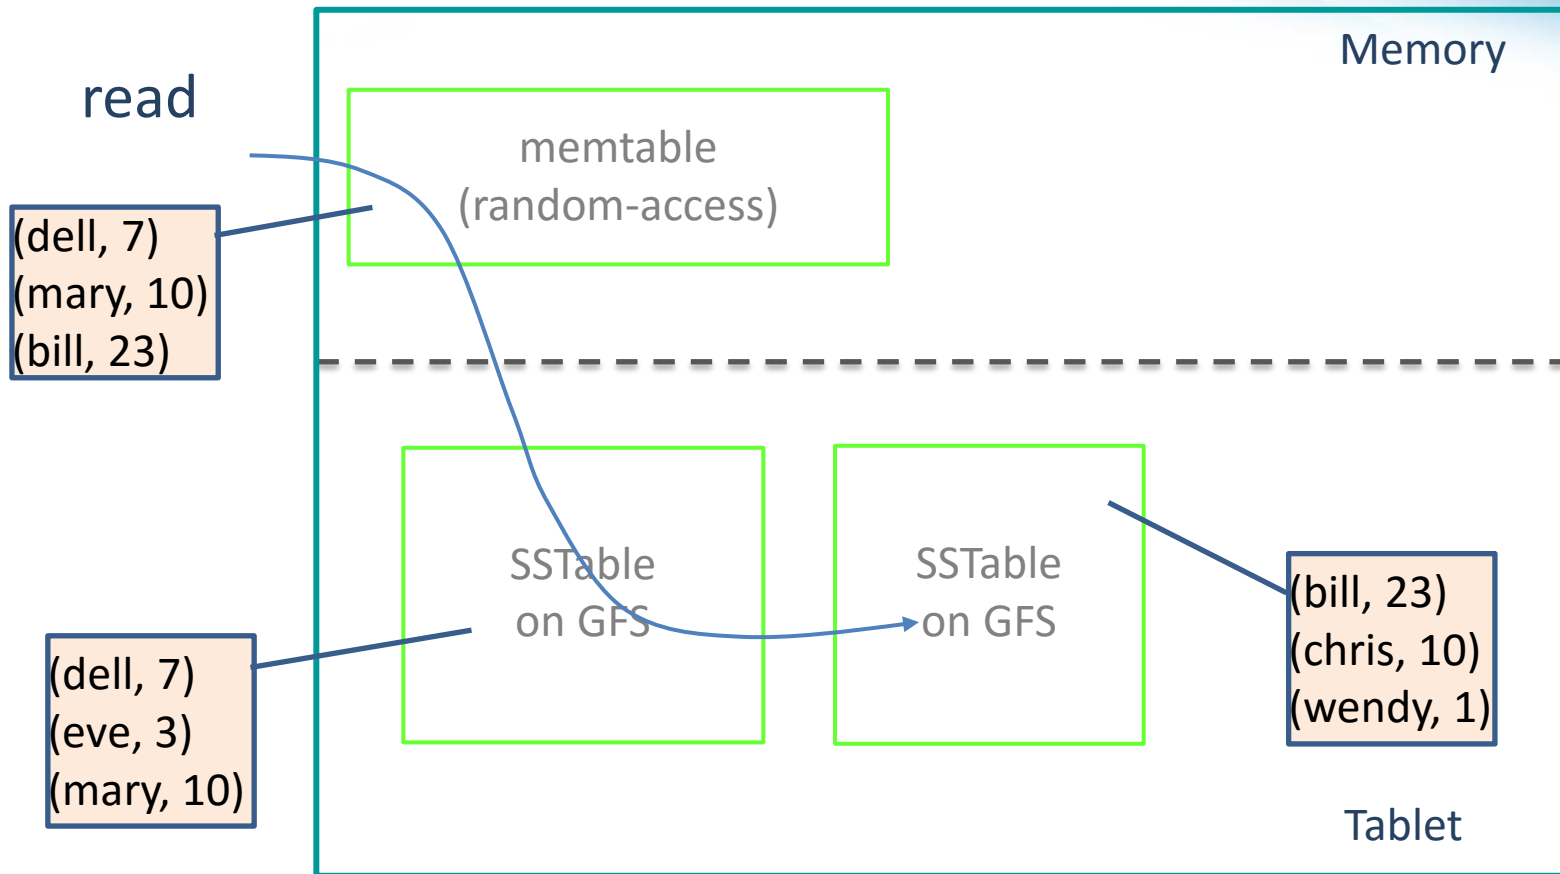 Memory
read
memtable
(random-access)
(dell, 7)
(mary, 10)
(bill, 23)
SSTable
on GFS
SSTable
on GFS
(bill, 23)
(chris, 10)
(wendy, 1)
(dell, 7)
(eve, 3)
(mary, 10)
Tablet